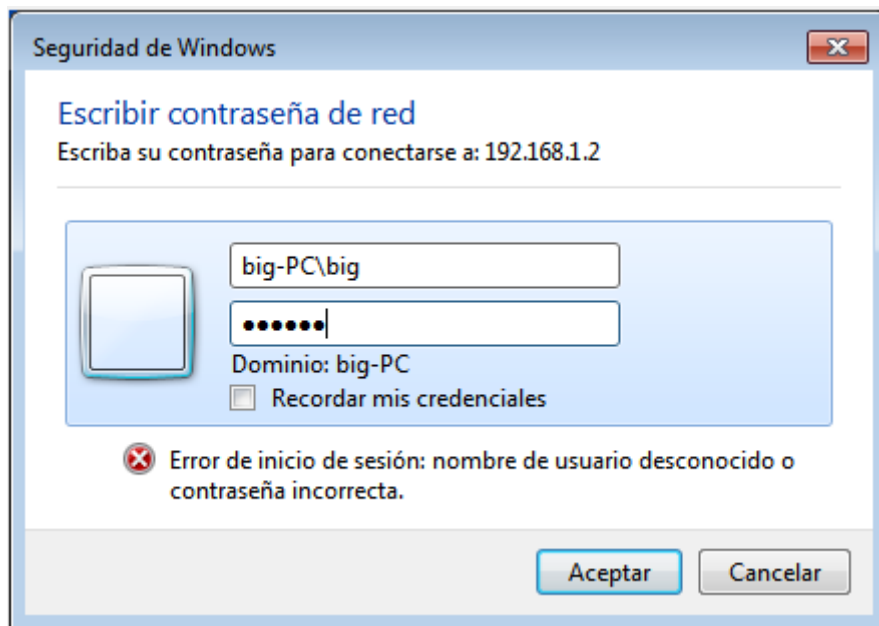 Seguridad de Windows
Escribir contraseña de red
Escriba su contraseña para conectarse a: 192.168.1.2
big-PC\big
●●●●●●
Dominio: big-PC
Recordar mis credenciales
Error de inicio de sesión: nombre de usuario desconocido o
contraseña incorrecta.
Aceptar
Cancelar